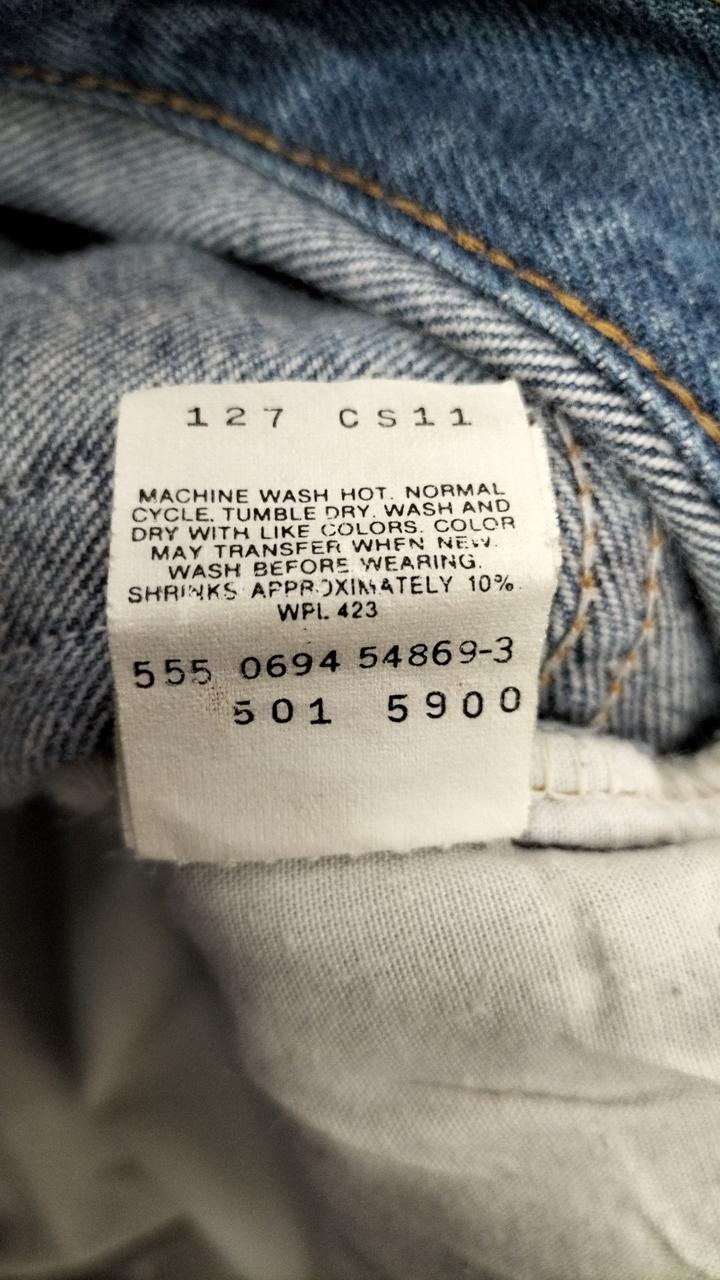 127 CS11
MACHINE WASH HOT. NORMAL
CYCLE. TUMBLE DRY. WASH AND
DRY WITH LIKE COLORS. COLOR
MAY TRANSFER WHEN NEW.
WASH BEFORE WEARING.
SHRINKS APPROXIMATELY 10%.
WPL 423
555 0694 54869-3
501 5900